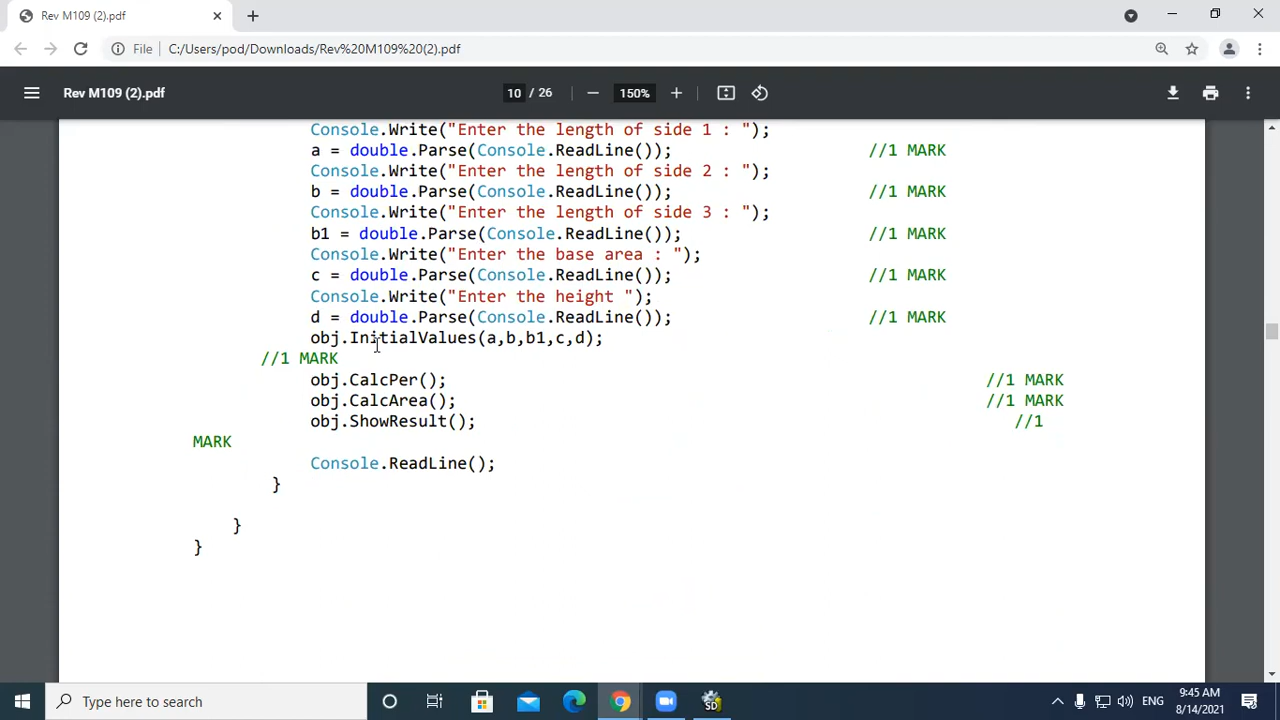 Rev M109 (2).pdf
File
C:/Users/pod/Downloads/Rev%20M109%20(2).pdf
Rev M109 (2).pdf
10 / 26
150%
Console.Write("Enter the length of side 1 : ");
a = double.Parse(Console.ReadLine()); //1 MARK
Console.Write("Enter the length of side 2 : ");
b = double.Parse(Console.ReadLine()); //1 MARK
Console.Write("Enter the length of side 3 : ");
b1 = double.Parse(Console.ReadLine()); //1 MARK
Console.Write("Enter the base area : ");
c = double.Parse(Console.ReadLine()); //1 MARK
Console.Write("Enter the height ");
d = double.Parse(Console.ReadLine()); //1 MARK
obj.InitialValues(a,b,b1,c,d);
//1 MARK
obj.CalcPer(); //1 MARK
obj.CalcArea(); //1 MARK
obj.ShowResult(); //1
MARK
Console.ReadLine();
}
}
}
Type here to search
SD
ENG
9:45 AM
8/14/2021